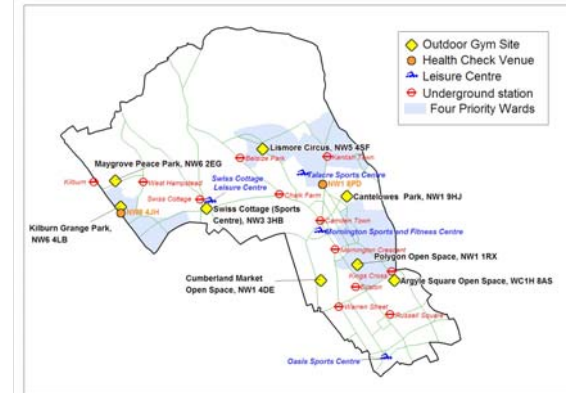 Outdoor Gym Site
Health Check Venue
Leisure Centre
Underground station
Four Priority Wards
Lismore Circus, NW5 4SF
Maygrove Peace Park, NW6 2EG
Belsize Park
Kentish Town
Talacre Sports Centre
Kilburn
West Hampstead
Swiss Cottage
Leisure Centre
NW1 8PD
Swiss Cottage
Chalk Farm
Cantelowes Park, NW1 9HJ
NW6 4JH
Swiss Cottage (Sports
Centre), NW3 3HB
Camden Town
Mornington Sports and Fitness Centre
Kilburn Grange Park,
NW6 4LB
Mornington Crescent
Polygon Open Space, NW1 1RX
Cumberland Market
Open Space, NW1 4DE
Kings Cross
Argyle Square Open Space, WC1H 8AS
Euston
Warren Street
Russell Square
Oasis Sports Centre